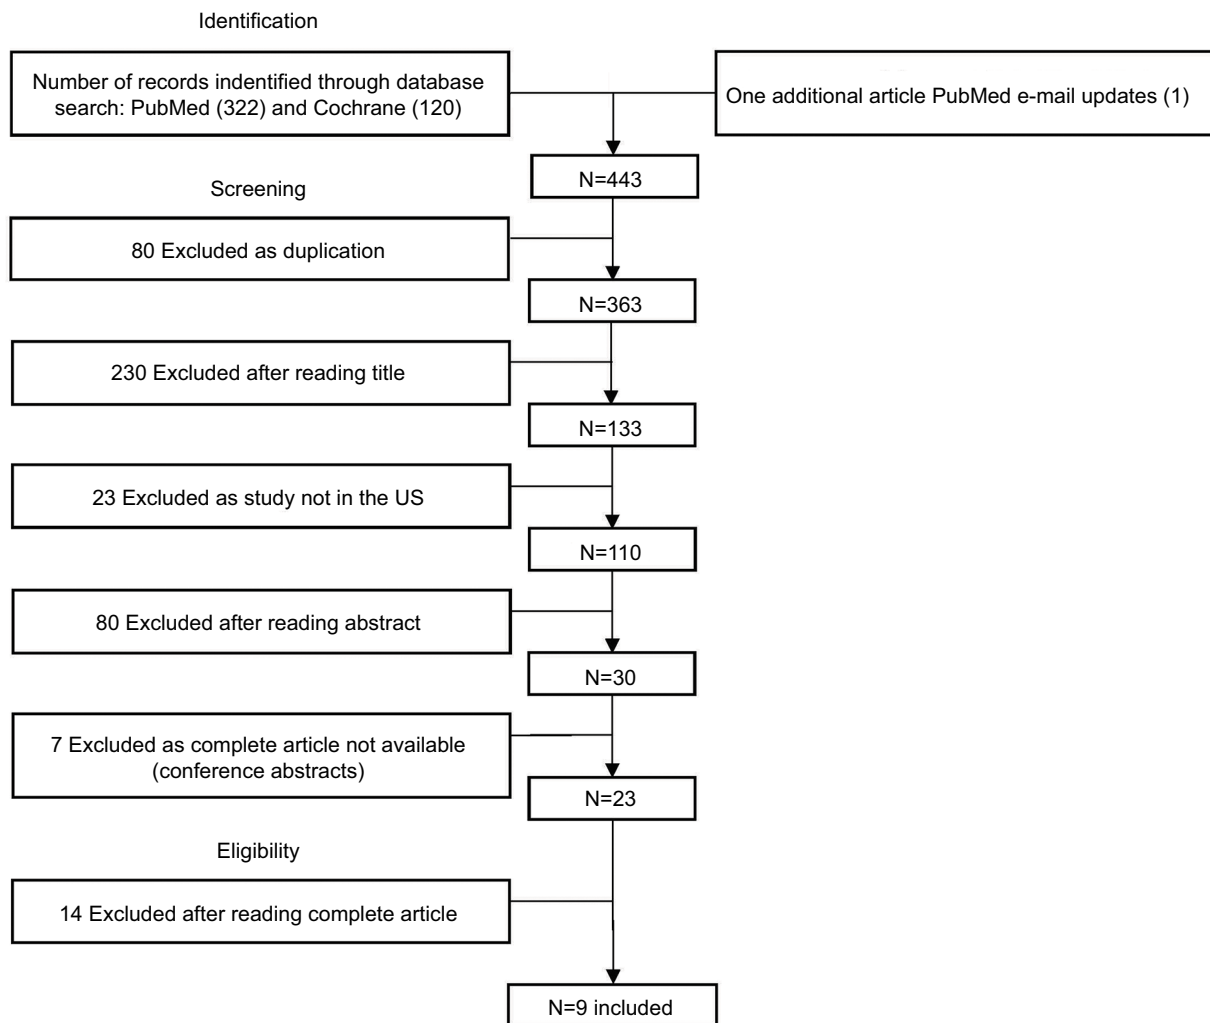 Identification
Number of records indentified through database
search: PubMed (322) and Cochrane (120)
One additional article PubMed e-mail updates (1)
N=443
Screening
80 Excluded as duplication
N=363
230 Excluded after reading title
N=133
23 Excluded as study not in the US
N=110
80 Excluded after reading abstract
N=30
7 Excluded as complete article not available
(conference abstracts)
N=23
Eligibility
14 Excluded after reading complete article
N=9 included